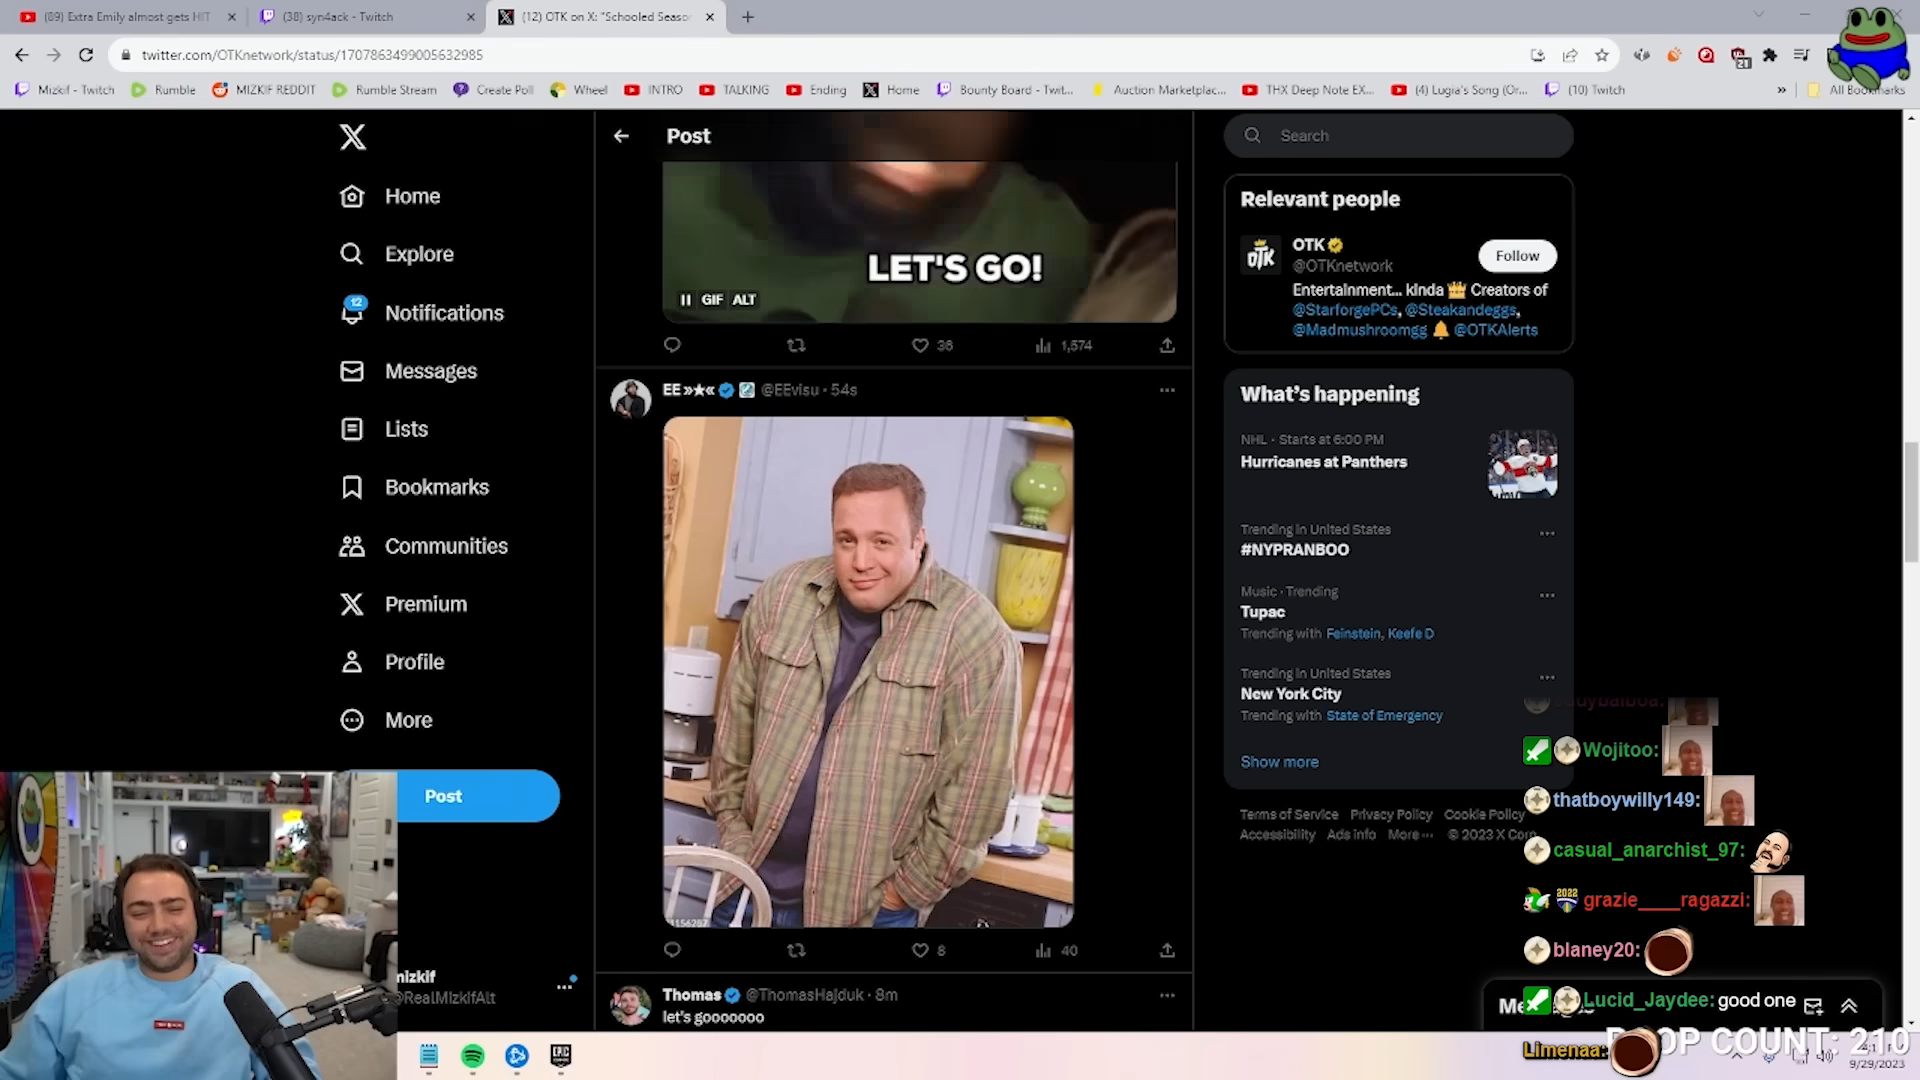 (89) Extra Emily almost gets HIT
(38) syn4ack - Twitch
(12) OTK on X: "Schooled Seaso
twitter.com/OTKnetwork/status/1707863499005632985
21
Mizkif - Twitch
Rumble
MIZKIF REDDIT
Rumble Stream
Create Poll
Wheel
INTRO
TALKING
Ending
Home
Bounty Board - Twit...
Auction Marketplac...
THX Deep Note EX...
(4) Lugia's Song (Or...
(10) Twitch
»
All Bookmarks
Home
Explore
12
Notifications
Messages
Lists
Bookmarks
Communities
Premium
Profile
More
Post
mizkif
@RealMizkifAlt
Post
LET'S GO!
GIF ALT
36
1,574
EE »★« @EEvisu · 54s
8
40
Thomas @ThomasHajduk · 8m
let's gooooooo
Search
Relevant people
OTK
@OTKnetwork
Follow
Entertainment... kinda 👑 Creators of
@StarforgePCs, @Steakandeggs,
@Madmushroomgg 🔔 @OTKAlerts
What's happening
NHL · Starts at 6:00 PM
Hurricanes at Panthers
Trending in United States
#NYPRANBOO
Music · Trending
Tupac
Trending with Feinstein, Keefe D
Trending in United States
New York City
Trending with State of Emergency
Show more
Terms of Service Privacy Policy Cookie Policy
Accessibility Ads info More ··· © 2023 X Corp.
Wojitoo:
thatboywilly149:
casual_anarchist_97:
2022 grazie____ragazzi:
blaney20:
Lucid_Jaydee: good one
Limenaa:
OP COUNT: 210
9/29/2023